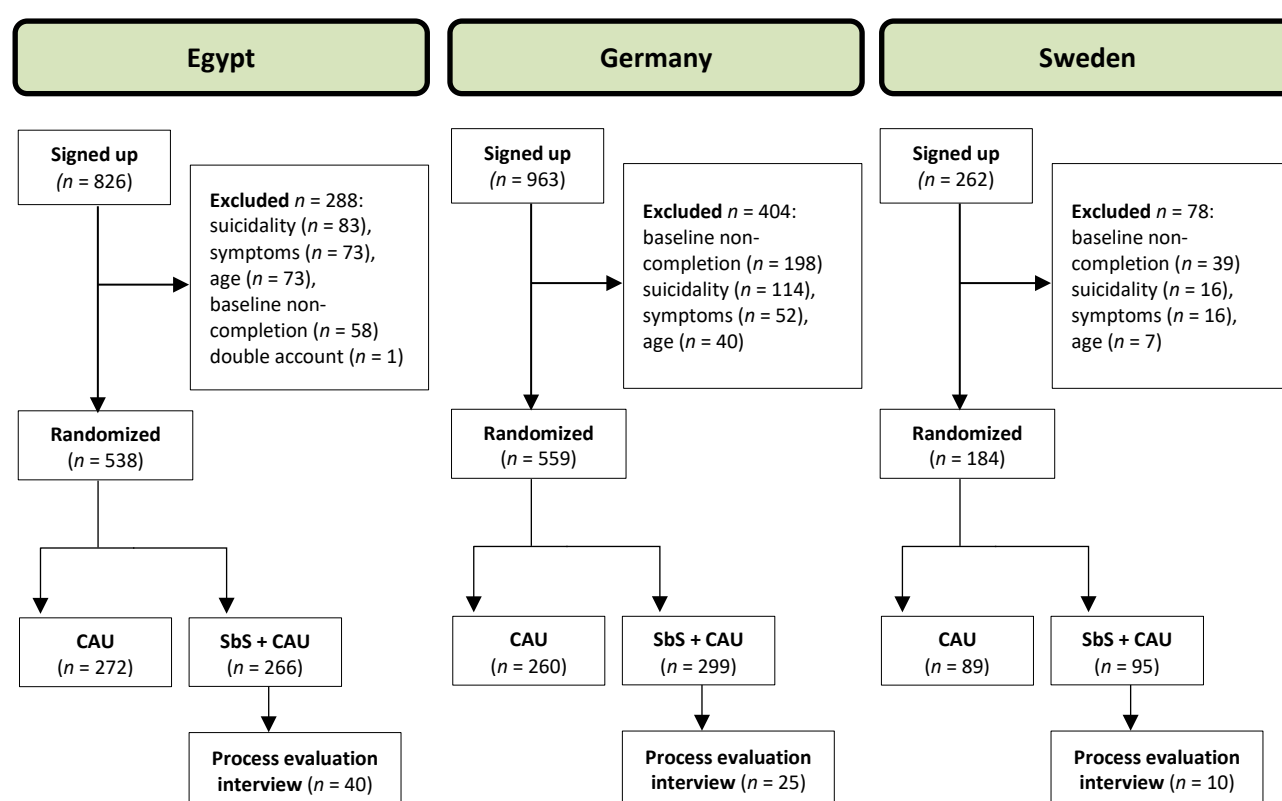 Egypt
Signed up
(n = 826)
Excluded n = 288:
suicidality (n = 83),
symptoms (n = 73),
age (n = 73),
baseline non-
completion (n = 58)
double account (n = 1)
Randomized
(n = 538)
CAU
(n = 272)
SbS + CAU
(n = 266)
Process evaluation
interview (n = 40)
Germany
Signed up
(n = 963)
Excluded n = 404:
baseline non-
completion (n = 198)
suicidality (n = 114),
symptoms (n = 52),
age (n = 40)
Randomized
(n = 559)
CAU
(n = 260)
SbS + CAU
(n = 299)
Process evaluation
interview (n = 25)
Sweden
Signed up
(n = 262)
Excluded n = 78:
baseline non-
completion (n = 39)
suicidality (n = 16),
symptoms (n = 16),
age (n = 7)
Randomized
(n = 184)
CAU
(n = 89)
SbS + CAU
(n = 95)
Process evaluation
interview (n = 10)